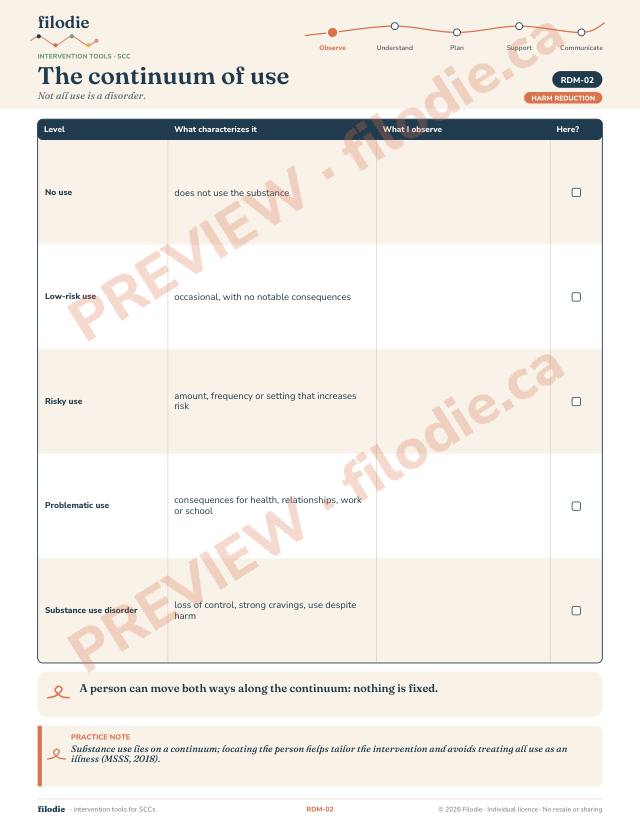 filodie
Observe
Understand
Plan
Support
Communicate
INTERVENTION TOOLS · SCC
The continuum of use
Not all use is a disorder.
RDM-02
HARM REDUCTION
Level
What characterizes it
What I observe
Here?
No use
does not use the substance
Low-risk use
occasional, with no notable consequences
Risky use
amount, frequency or setting that increases
risk
Problematic use
consequences for health, relationships, work
or school
Substance use disorder
loss of control, strong cravings, use despite
harm
PREVIEW · filodie.ca
PREVIEW · filodie.ca
A person can move both ways along the continuum: nothing is fixed.
PRACTICE NOTE
Substance use lies on a continuum; locating the person helps tailor the intervention and avoids treating all use as an
illness (MSSS, 2018).
filodie · intervention tools for SCCs
RDM-02
© 2026 Filodie · Individual licence · No resale or sharing